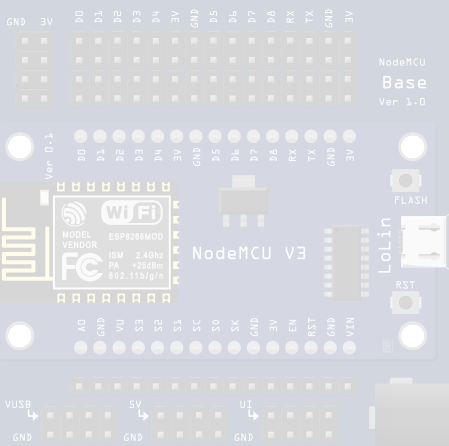 GND 3V D0 D1 D2 D3 D4 3V GND D5 D6 D7 D8 RX TX GND 3V
NodeMCU
Base
Ver 1.0
D0 D1 D2 D3 D4 3V GND D5 D6 D7 D8 RX TX GND 3V
Ver 0.1
FLASH
WiFi
MODEL ESP8266MOD
VENDOR
FC ISM 2.4Ghz
PA +25dBm
802.11b/g/n
NodeMCU V3
LoLin
RST
A0 GND VU S3 S2 S1 SC S0 SK GND 3V EN RST GND VIN
VUSB 5V UI
GND GND GND